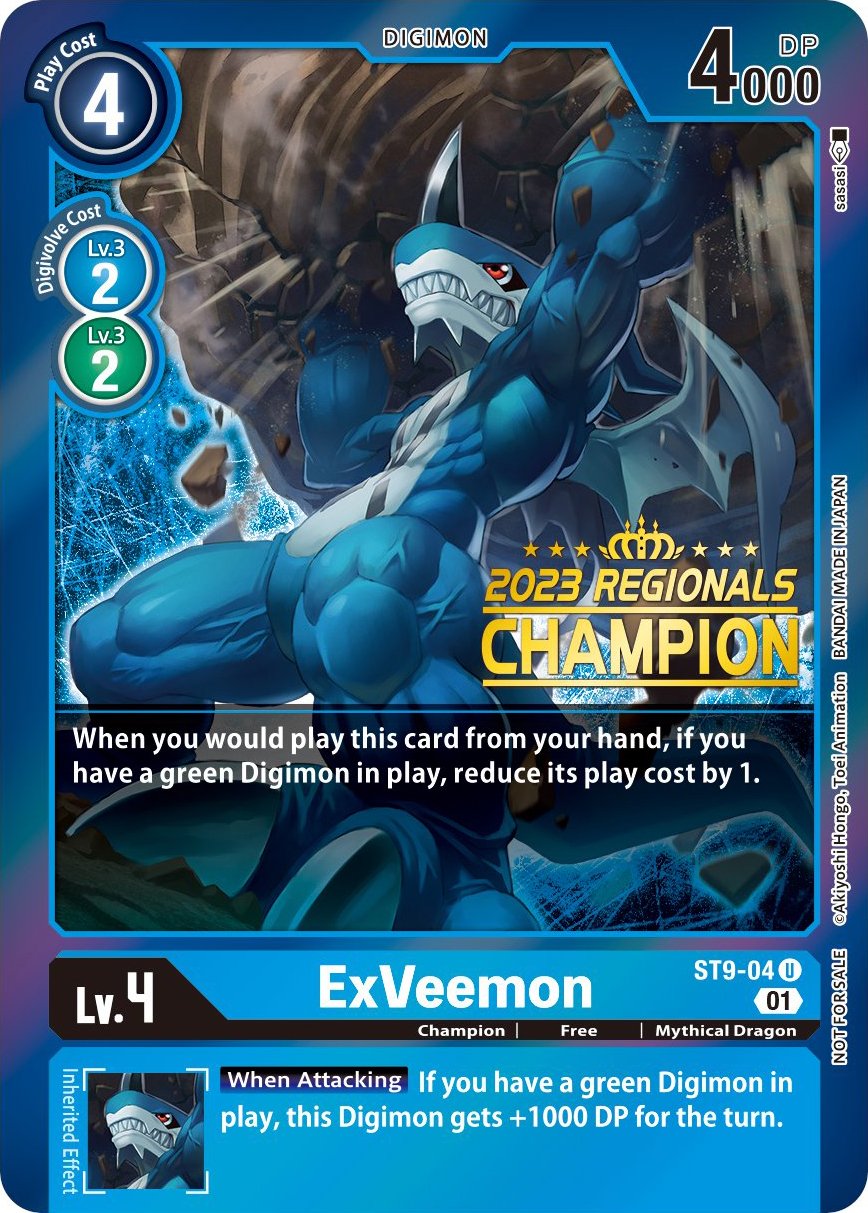 DIGIMON
Play Cost
4
DP
4000
Digivolve Cost
Lv.3
2
Lv.3
2
sasasi
2023 REGIONALS
CHAMPION
BANDAI MADE IN JAPAN
©Akiyoshi Hongo, Toei Animation
NOT FOR SALE
When you would play this card from your hand, if you
have a green Digimon in play, reduce its play cost by 1.
Lv.4
ExVeemon
ST9-04 U
01
Champion | Free | Mythical Dragon
Inherited Effect
When Attacking If you have a green Digimon in
play, this Digimon gets +1000 DP for the turn.